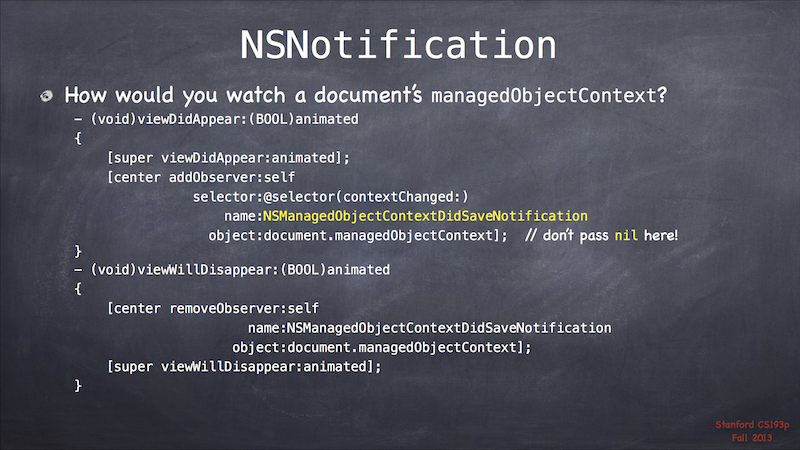 NSNotification
How would you watch a document's managedObjectContext?
- (void)viewDidAppear:(BOOL)animated
{
[super viewDidAppear:animated];
[center addObserver:self
selector:@selector(contextChanged:)
name:NSManagedObjectContextDidSaveNotification
object:document.managedObjectContext]; // don't pass nil here!
}
- (void)viewWillDisappear:(BOOL)animated
{
[center removeObserver:self
name:NSManagedObjectContextDidSaveNotification
object:document.managedObjectContext];
[super viewWillDisappear:animated];
}
Stanford CS193p
Fall 2013